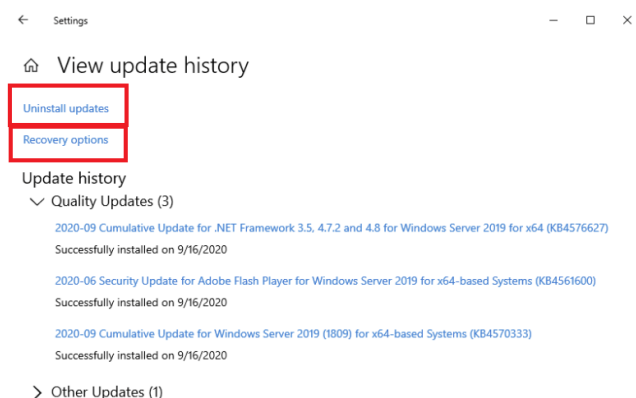 Settings
View update history
Uninstall updates
Recovery options
Update history
Quality Updates (3)
2020-09 Cumulative Update for .NET Framework 3.5, 4.7.2 and 4.8 for Windows Server 2019 for x64 (KB4576627)
Successfully installed on 9/16/2020
2020-06 Security Update for Adobe Flash Player for Windows Server 2019 for x64-based Systems (KB4561600)
Successfully installed on 9/16/2020
2020-09 Cumulative Update for Windows Server 2019 (1809) for x64-based Systems (KB4570333)
Successfully installed on 9/16/2020
Other Updates (1)